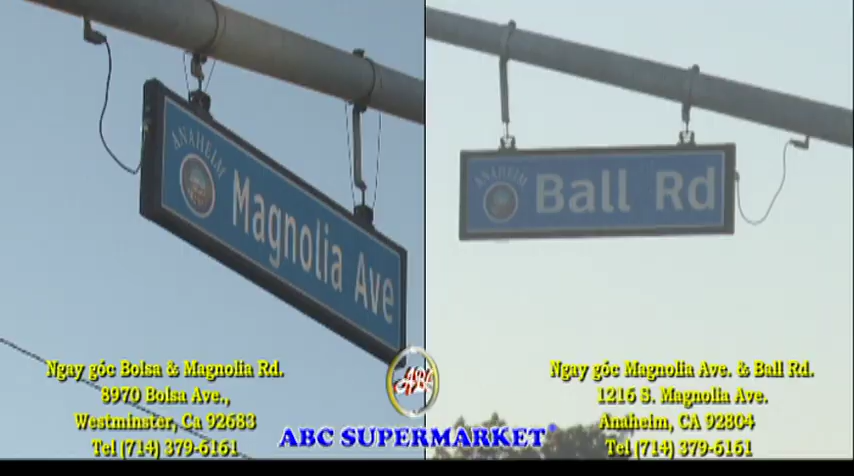 ANAHEIM
Magnolia Ave
ANAHEIM
Ball Rd
Ngay góc Bolsa & Magnolia Rd.
8970 Bolsa Ave.,
Westminster, Ca 92683
Tel (714) 379-6161
ABC
ABC SUPERMARKET
Ngay góc Magnolia Ave. & Ball Rd.
1215 S. Magnolia Ave.
Anaheim, CA 92804
Tel (714) 379-6161